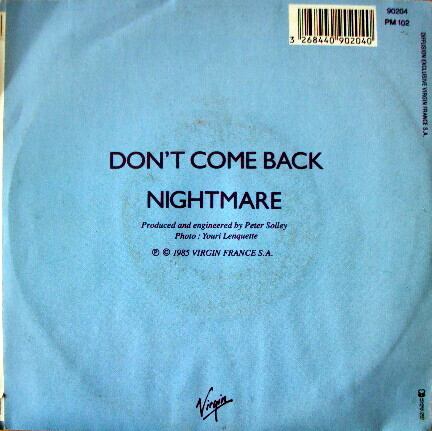 3 268440 902040
90204
PM 102
DIFFUSION EXCLUSIVE VIRGIN FRANCE S.A.
DON'T COME BACK
NIGHTMARE
Produced and engineered by Peter Solley
Photo : Youri Lenquette
℗ © 1985 VIRGIN FRANCE S.A.
Virgin